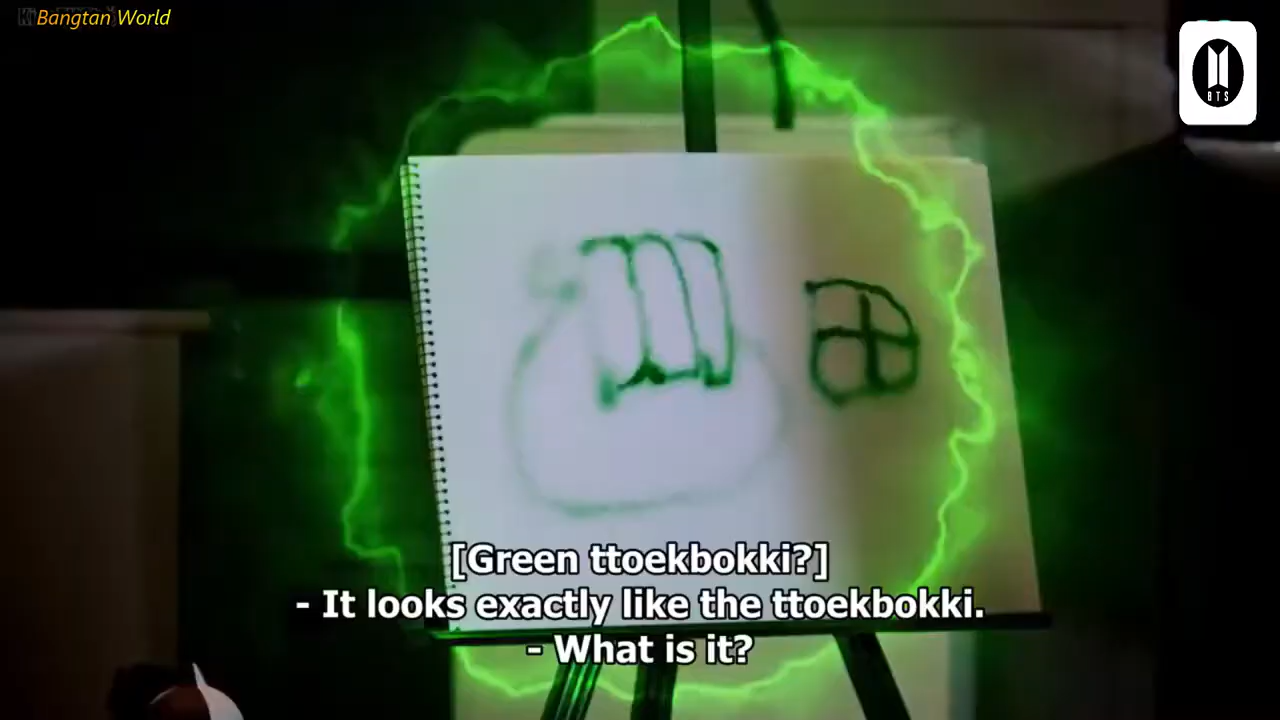 Bangtan World
BTS
[Green ttoekbokki?]
- It looks exactly like the ttoekbokki.
- What is it?